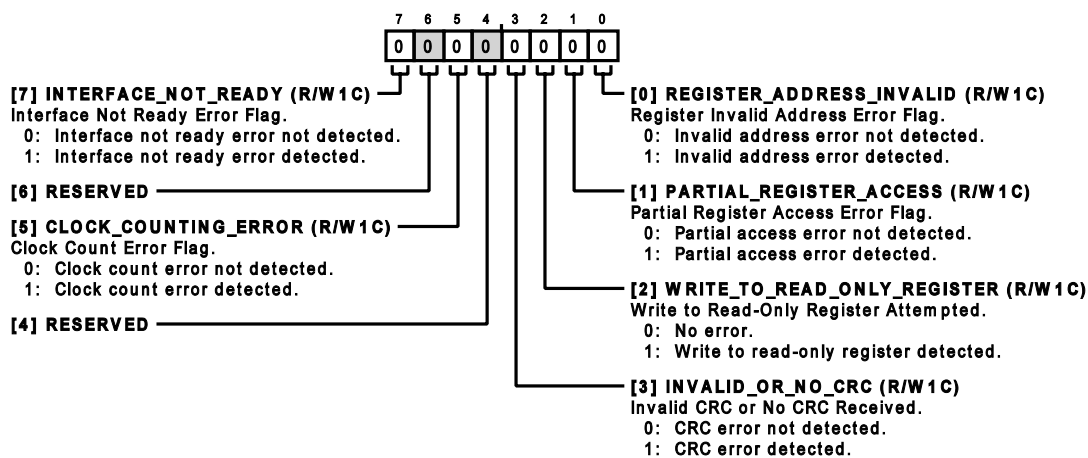 7 6 5 4 3 2 1 0
0 0 0 0 0 0 0 0
[7] INTERFACE_NOT_READY (R/W1C)
Interface Not Ready Error Flag.
0: Interface not ready error not detected.
1: Interface not ready error detected.
[6] RESERVED
[5] CLOCK_COUNTING_ERROR (R/W1C)
Clock Count Error Flag.
0: Clock count error not detected.
1: Clock count error detected.
[4] RESERVED
[0] REGISTER_ADDRESS_INVALID (R/W1C)
Register Invalid Address Error Flag.
0: Invalid address error not detected.
1: Invalid address error detected.
[1] PARTIAL_REGISTER_ACCESS (R/W1C)
Partial Register Access Error Flag.
0: Partial access error not detected.
1: Partial access error detected.
[2] WRITE_TO_READ_ONLY_REGISTER (R/W1C)
Write to Read-Only Register Attempted.
0: No error.
1: Write to read-only register detected.
[3] INVALID_OR_NO_CRC (R/W1C)
Invalid CRC or No CRC Received.
0: CRC error not detected.
1: CRC error detected.